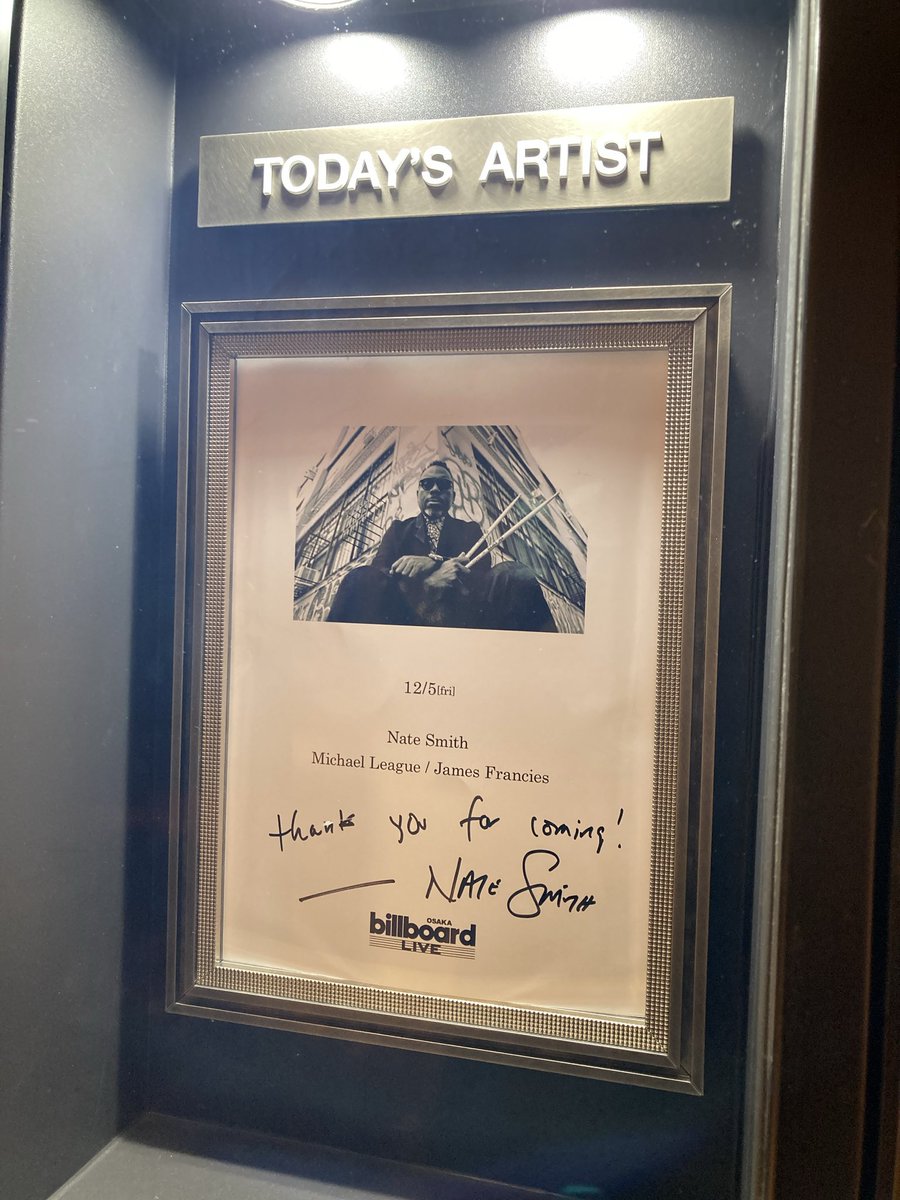 TODAY'S ARTIST
12/5[fri]
Nate Smith
Michael League / James Francies
thank you for coming!
— NATE SMITH
OSAKA
billboard
LIVE